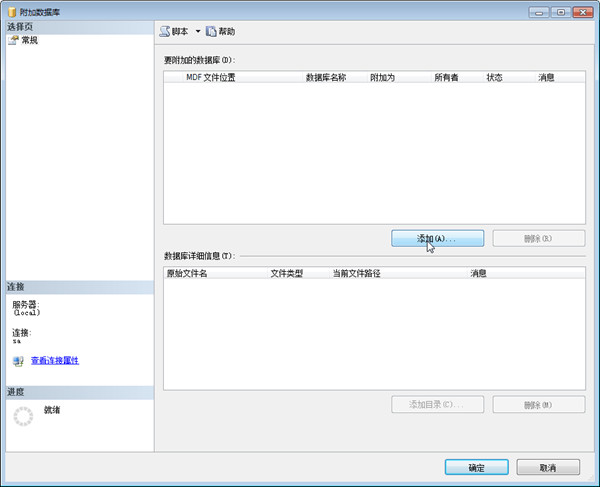 附加数据库
选择页
常规
脚本 帮助
要附加的数据库(D):
MDF 文件位置 数据库名称 附加为 所有者 状态 消息
添加(A)... 删除(R)
数据库详细信息(T):
原始文件名 文件类型 当前文件路径 消息
连接
服务器:
(local)
连接:
sa
查看连接属性
进度
就绪
添加目录(C)... 删除(M)
确定 取消